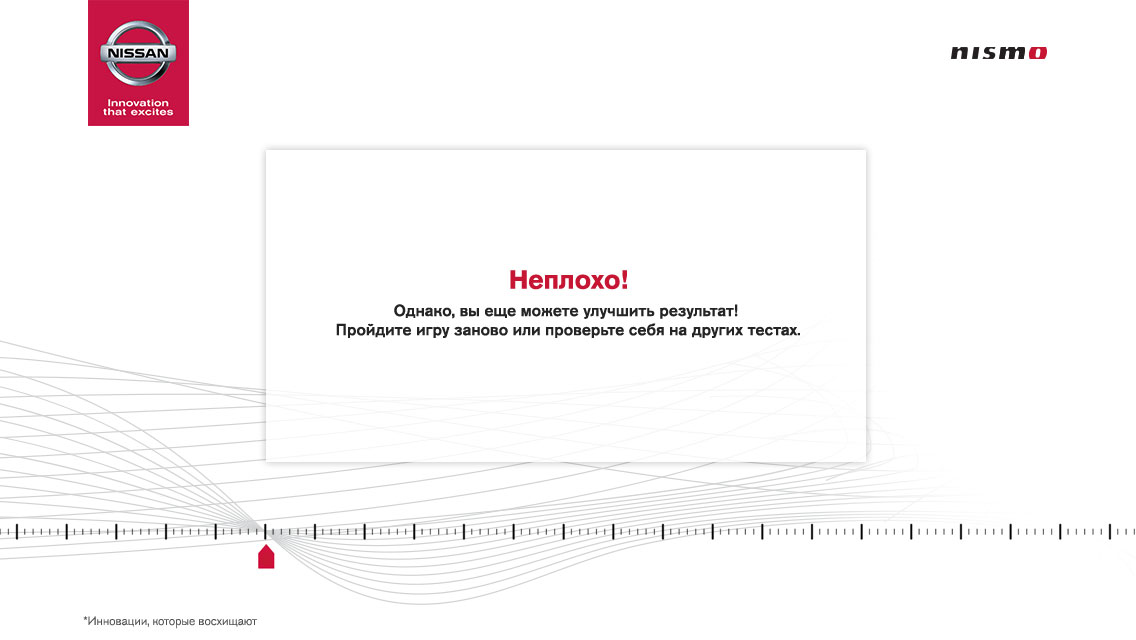 NISSAN
Innovation
that excites
nismo
Неплохо!
Однако, вы еще можете улучшить результат!
Пройдите игру заново или проверьте себя на других тестах.
*Инновации, которые восхищают